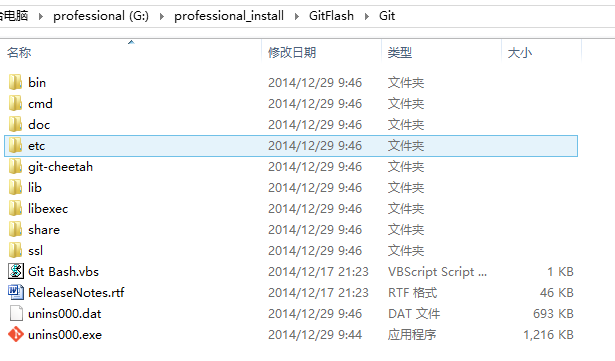 电脑 ▸ professional (G:) ▸ professional_install ▸ GitFlash ▸ Git
名称 修改日期 类型 大小
bin 2014/12/29 9:46 文件夹
cmd 2014/12/29 9:46 文件夹
doc 2014/12/29 9:46 文件夹
etc 2014/12/29 9:46 文件夹
git-cheetah 2014/12/29 9:46 文件夹
lib 2014/12/29 9:46 文件夹
libexec 2014/12/29 9:46 文件夹
share 2014/12/29 9:46 文件夹
ssl 2014/12/29 9:46 文件夹
Git Bash.vbs 2014/12/17 21:23 VBScript Script ... 1 KB
ReleaseNotes.rtf 2014/12/17 21:23 RTF 格式 46 KB
unins000.dat 2014/12/29 9:46 DAT 文件 693 KB
unins000.exe 2014/12/29 9:44 应用程序 1,216 KB